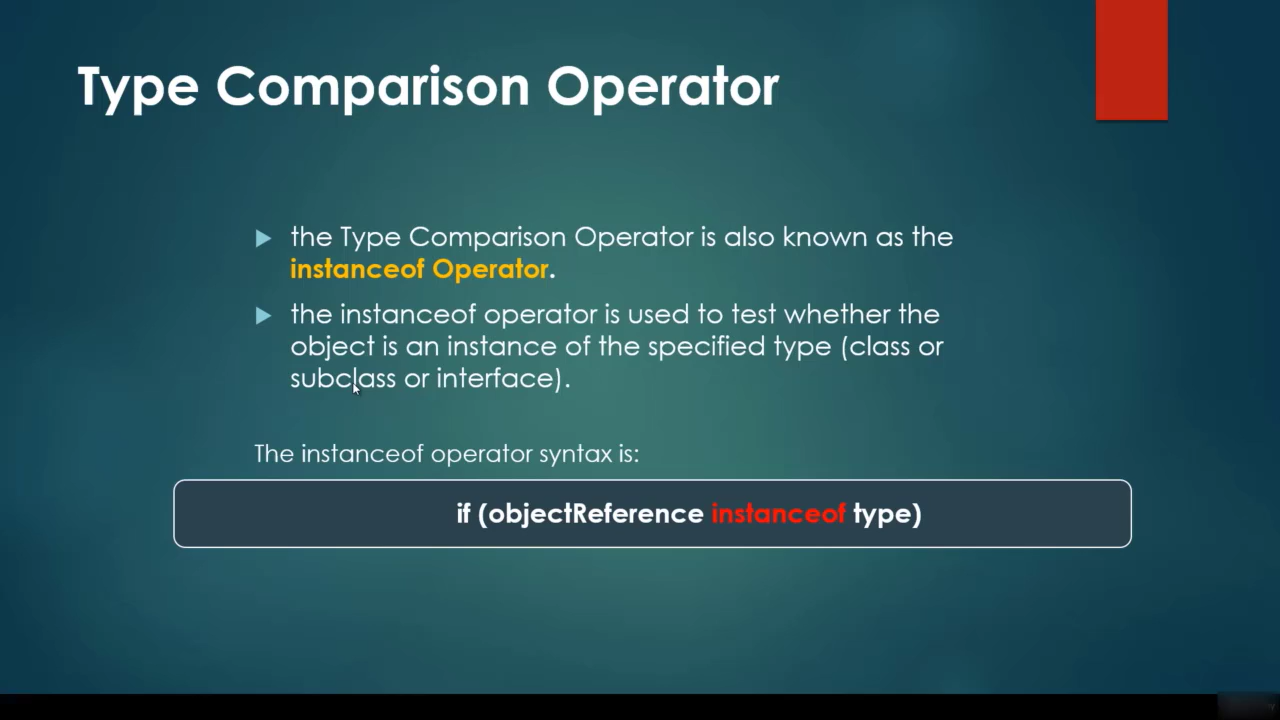 Type Comparison Operator
the Type Comparison Operator is also known as the
instanceof Operator.
the instanceof operator is used to test whether the
object is an instance of the specified type (class or
subclass or interface).
The instanceof operator syntax is:
if (objectReference instanceof type)